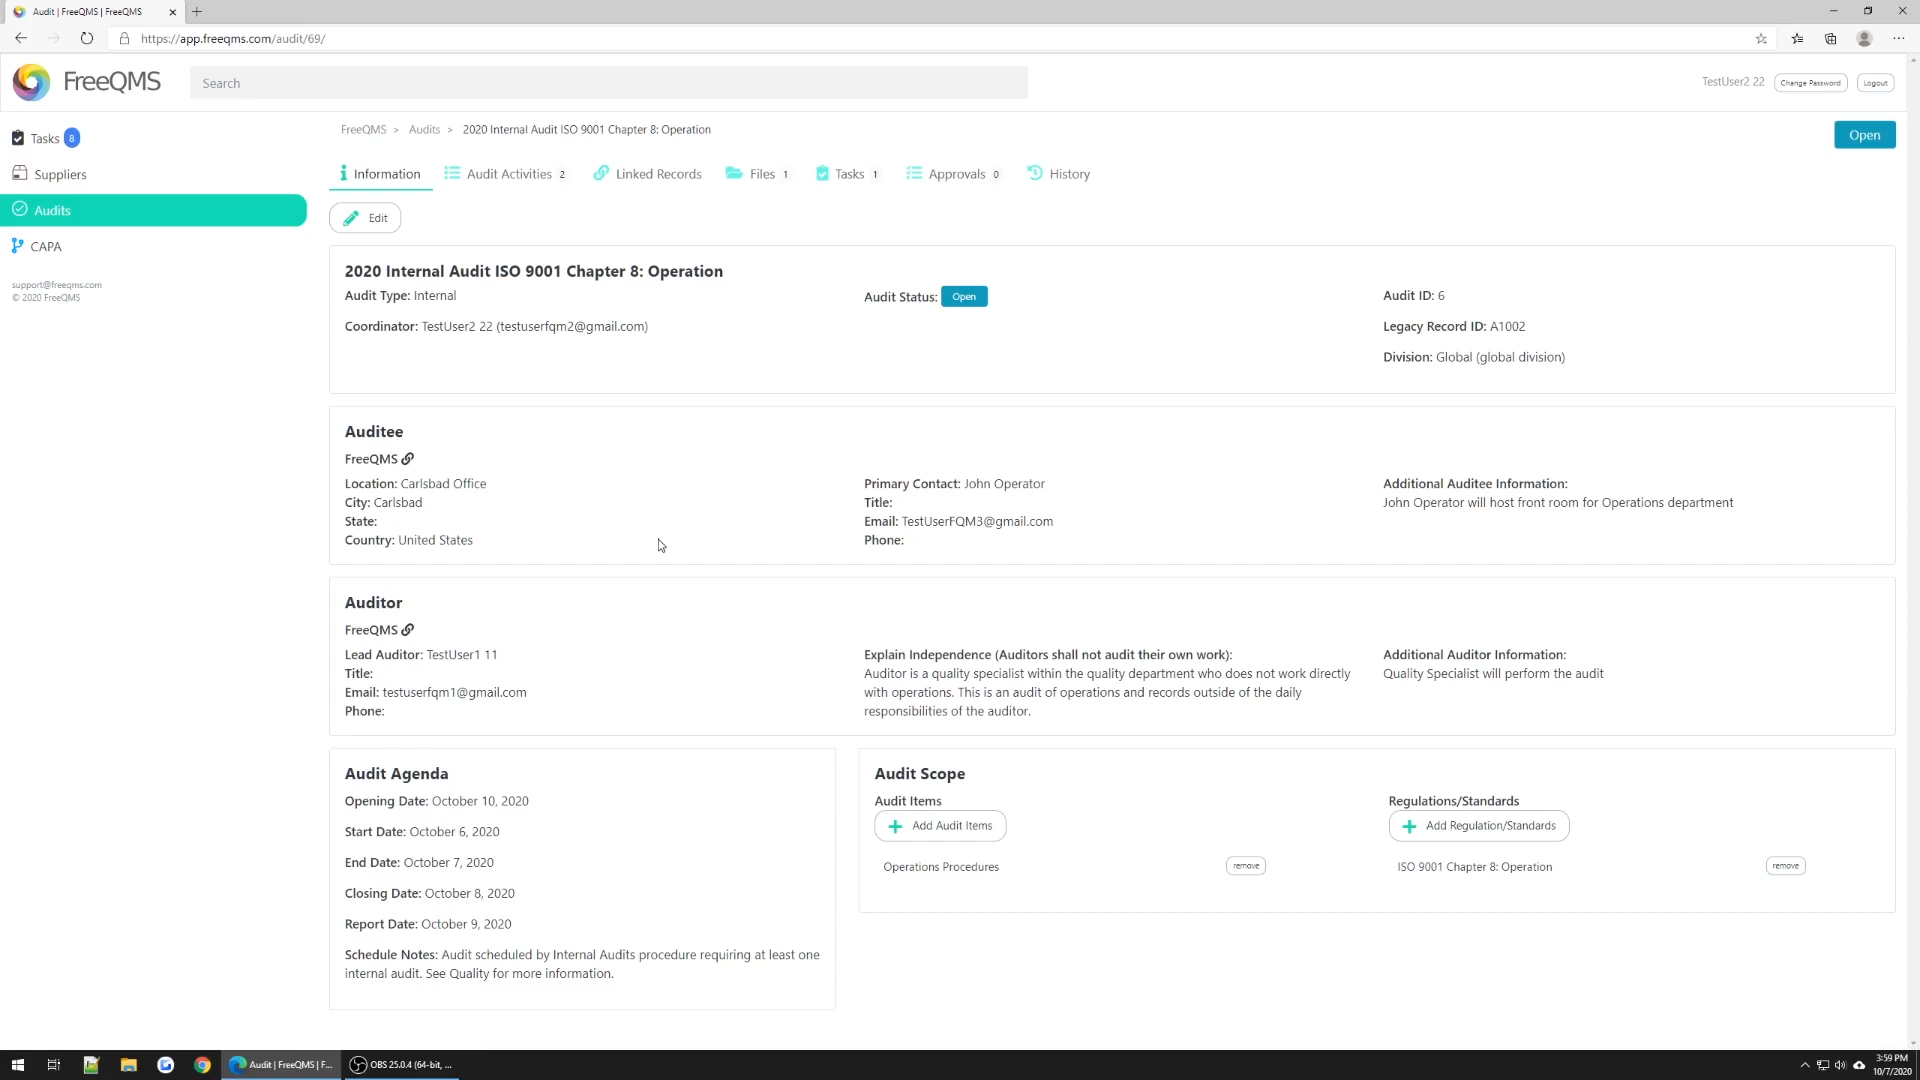 Audit | FreeQMS | FreeQMS
https://app.freeqms.com/audit/69/
FreeQMS
Search
TestUser2 22
Change Password
Logout
Tasks 8
Suppliers
Audits
CAPA
support@freeqms.com
© 2020 FreeQMS
FreeQMS > Audits > 2020 Internal Audit ISO 9001 Chapter 8: Operation
Open
Information
Audit Activities 2
Linked Records
Files 1
Tasks 1
Approvals 0
History
Edit
2020 Internal Audit ISO 9001 Chapter 8: Operation
Audit Type: Internal
Coordinator: TestUser2 22 (testuserfqm2@gmail.com)
Audit Status: Open
Audit ID: 6
Legacy Record ID: A1002
Division: Global (global division)
Auditee
FreeQMS
Location: Carlsbad Office
City: Carlsbad
State:
Country: United States
Primary Contact: John Operator
Title:
Email: TestUserFQM3@gmail.com
Phone:
Additional Auditee Information:
John Operator will host front room for Operations department
Auditor
FreeQMS
Lead Auditor: TestUser1 11
Title:
Email: testuserfqm1@gmail.com
Phone:
Explain Independence (Auditors shall not audit their own work):
Auditor is a quality specialist within the quality department who does not work directly
with operations. This is an audit of operations and records outside of the daily
responsibilities of the auditor.
Additional Auditor Information:
Quality Specialist will perform the audit
Audit Agenda
Opening Date: October 10, 2020
Start Date: October 6, 2020
End Date: October 7, 2020
Closing Date: October 8, 2020
Report Date: October 9, 2020
Schedule Notes: Audit scheduled by Internal Audits procedure requiring at least one
internal audit. See Quality for more information.
Audit Scope
Audit Items
Add Audit Items
Operations Procedures
remove
Regulations/Standards
Add Regulation/Standards
ISO 9001 Chapter 8: Operation
remove
Audit | FreeQMS | F...
OBS 25.0.4 (64-bit, ...
3:59 PM
10/7/2020